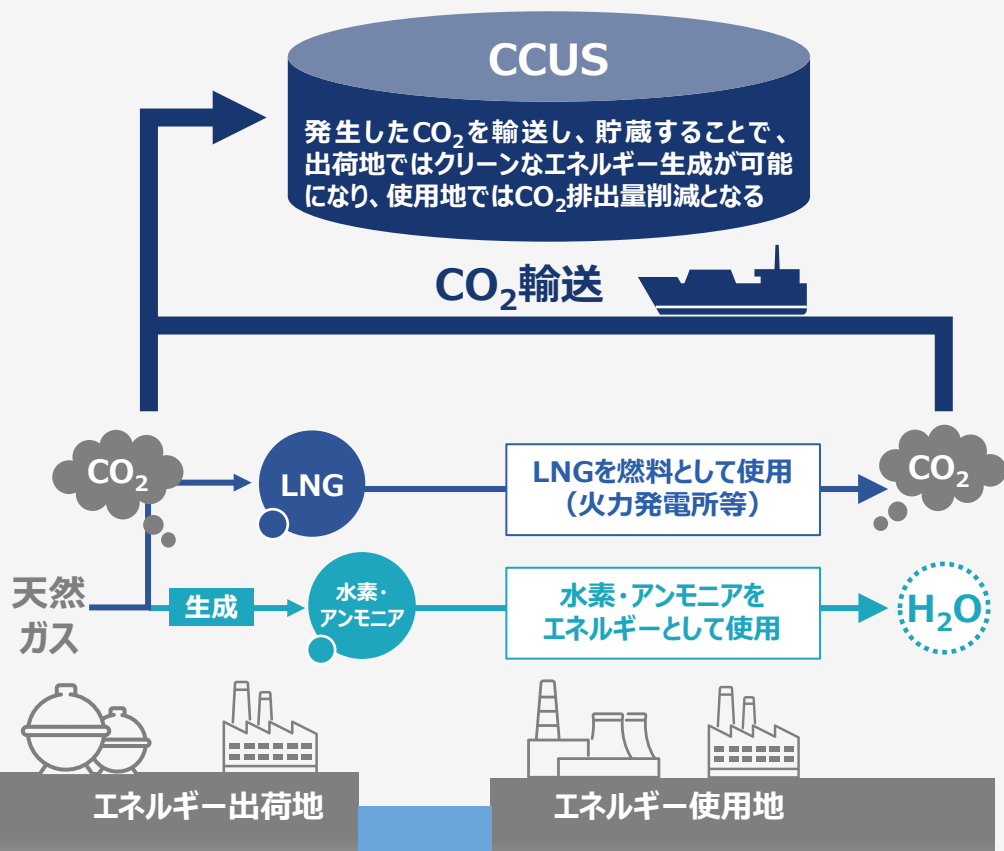 CCUS
発生したCO₂を輸送し、貯蔵することで、
出荷地ではクリーンなエネルギー生成が可能
になり、使用地ではCO₂排出量削減となる
CO₂輸送
CO₂
LNG
LNGを燃料として使用
（火力発電所等）
CO₂
天然
ガス
生成
水素・
アンモニア
水素・アンモニアを
エネルギーとして使用
H₂O
エネルギー出荷地
エネルギー使用地